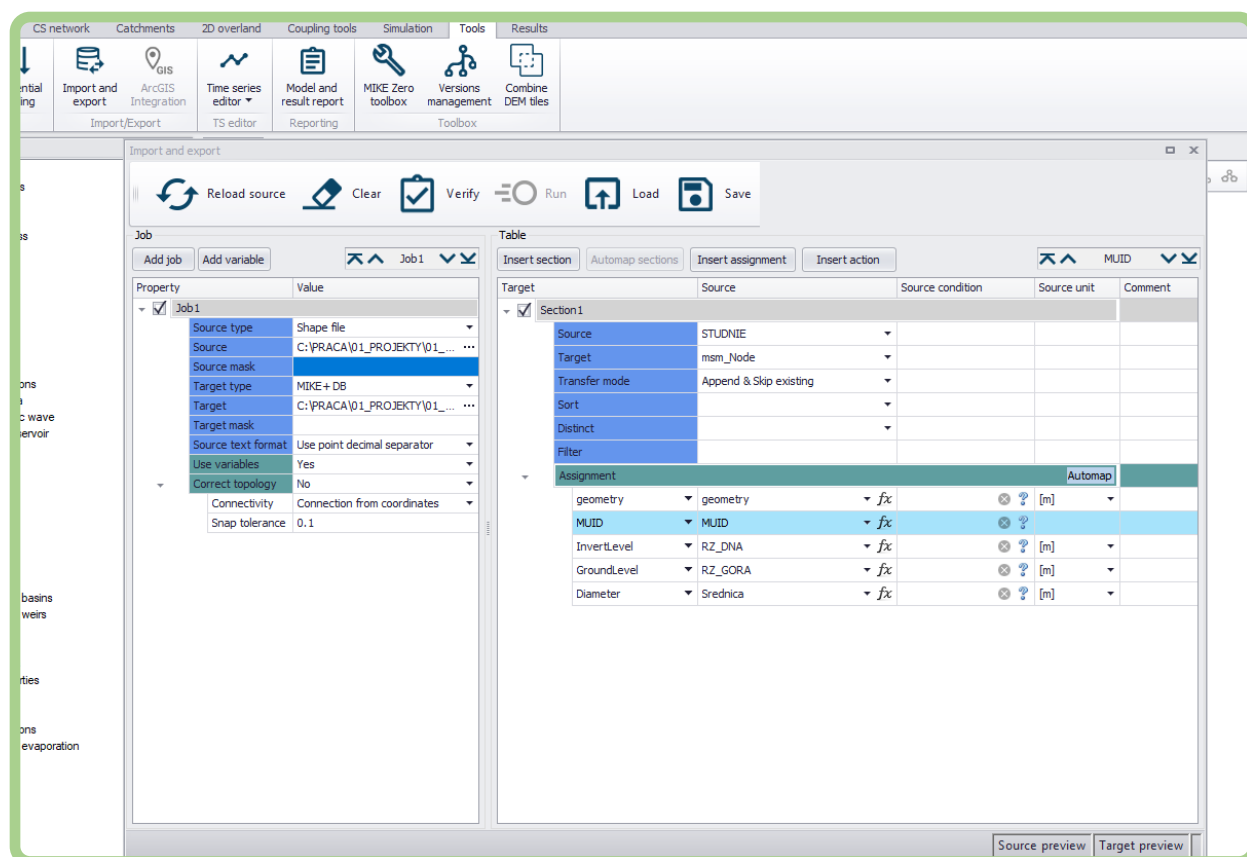 CS network Catchments 2D overland Coupling tools Simulation Tools Results
ential Import and ArcGIS Time series Model and MIKE Zero Versions Combine
ing export Integration editor result report toolbox management DEM tiles
GIS
Import/Export TS editor Reporting Toolbox
Import and export
Reload source Clear Verify Run Load Save
Job Table
Add job Add variable Job1 Insert section Automap sections Insert assignment Insert action MUID
Property Value Target Source Source condition Source unit Comment
Job1
Source type Shape file
Source C:\PRACA\01_PROJEKTY\01_... ...
Source mask
Target type MIKE+DB
Target C:\PRACA\01_PROJEKTY\01_... ...
Target mask
Source text format Use point decimal separator
Use variables Yes
Correct topology No
Connectivity Connection from coordinates
Snap tolerance 0.1
Section1
Source STUDNIE
Target msm_Node
Transfer mode Append & Skip existing
Sort
Distinct
Filter
Assignment Automap
geometry geometry fx ? [m]
MUID MUID fx ?
InvertLevel RZ_DNA fx ? [m]
GroundLevel RZ_GORA fx ? [m]
Diameter Srednica fx ? [m]
s
ss
ons
a
c wave
ervoir
basins
weirs
rties
ons
evaporation
Source preview Target preview